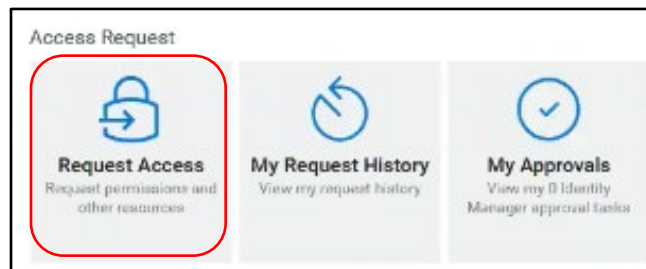 Access Request
Request Access
Request permissions and
other resources
My Request History
View my request history
My Approvals
View my 0 Identity
Manager approval tasks